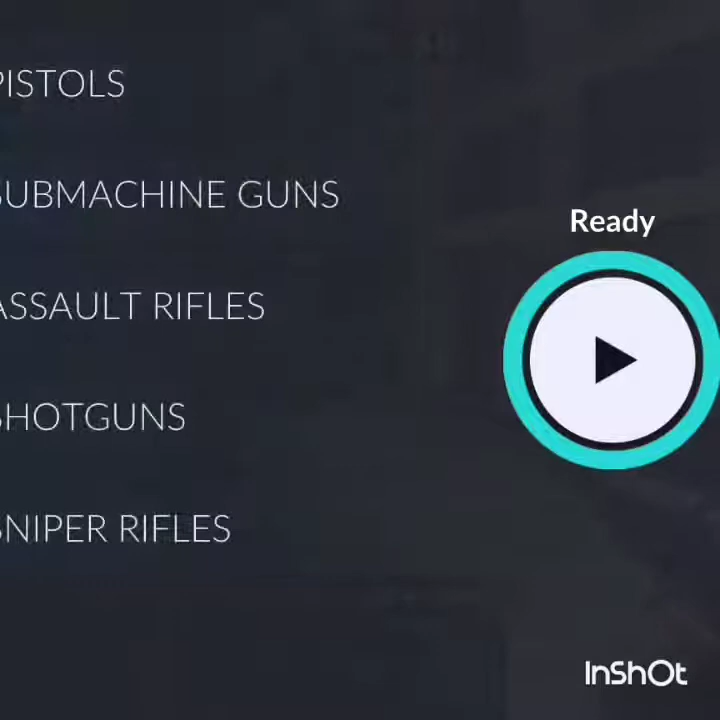 PISTOLS
SUBMACHINE GUNS
Ready
ASSAULT RIFLES
SHOTGUNS
SNIPER RIFLES
InShOt